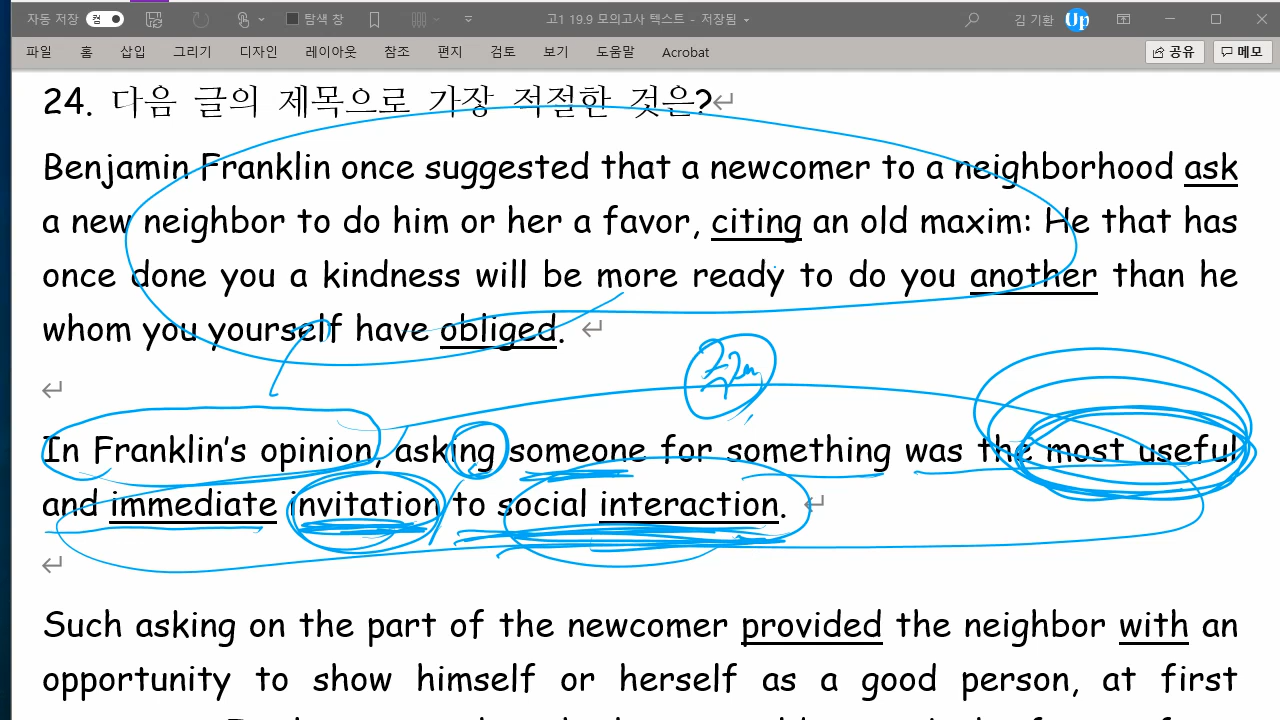 자동 저장 컴 탐색 창 고1 19.9 모의고사 텍스트 - 저장됨 김 기환 Up
파일 홈 삽입 그리기 디자인 레이아웃 참조 편지 검토 보기 도움말 Acrobat 공유 메모
24. 다음 글의 제목으로 가장 적절한 것은?
Benjamin Franklin once suggested that a newcomer to a neighborhood ask
a new neighbor to do him or her a favor, citing an old maxim: He that has
once done you a kindness will be more ready to do you another than he
whom you yourself have obliged.
In Franklin's opinion, asking someone for something was the most useful
and immediate invitation to social interaction.
Such asking on the part of the newcomer provided the neighbor with an
opportunity to show himself or herself as a good person, at first